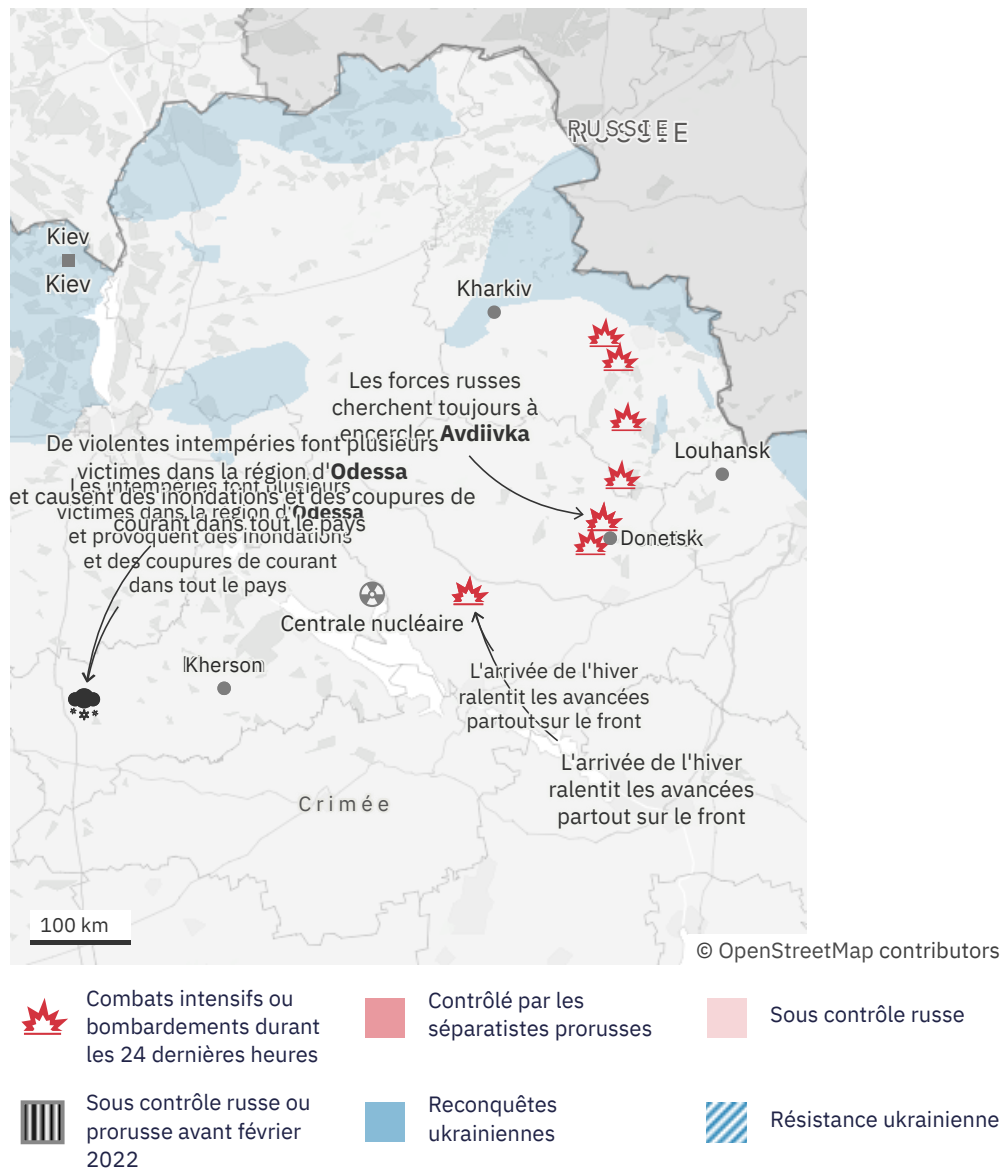 RUSSIE
RUSSIE
Kiev
Kiev
Kharkiv
Les forces russes
cherchent toujours à
encercler Avdiivka
De violentes intempéries font plusieurs
victimes dans la région d'Odessa
et causent des inondations et des coupures de
courant dans tout le pays
Les intempéries font plusieurs
victimes dans la région d'Odessa
et provoquent des inondations
et des coupures de courant
dans tout le pays
Louhansk
Donetsk
Centrale nucléaire
Kherson
L'arrivée de l'hiver
ralentit les avancées
partout sur le front
L'arrivée de l'hiver
ralentit les avancées
partout sur le front
Crimée
100 km
© OpenStreetMap contributors
Combats intensifs ou
bombardements durant
les 24 dernières heures
Contrôlé par les
séparatistes prorusses
Sous contrôle russe
Sous contrôle russe ou
prorusse avant février
2022
Reconquêtes
ukrainiennes
Résistance ukrainienne